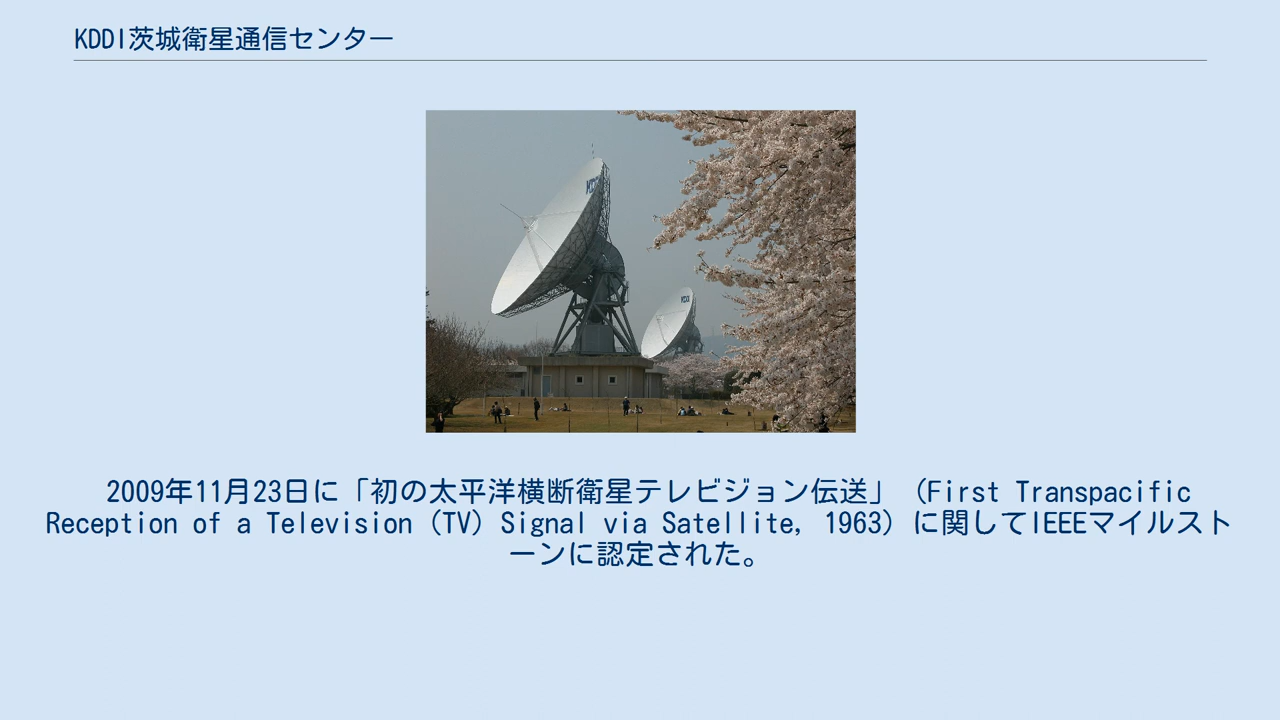 KDDI茨城衛星通信センター
2009年11月23日に「初の太平洋横断衛星テレビジョン伝送」（First Transpacific
Reception of a Television (TV) Signal via Satellite, 1963）に関してIEEEマイルスト
ーンに認定された。